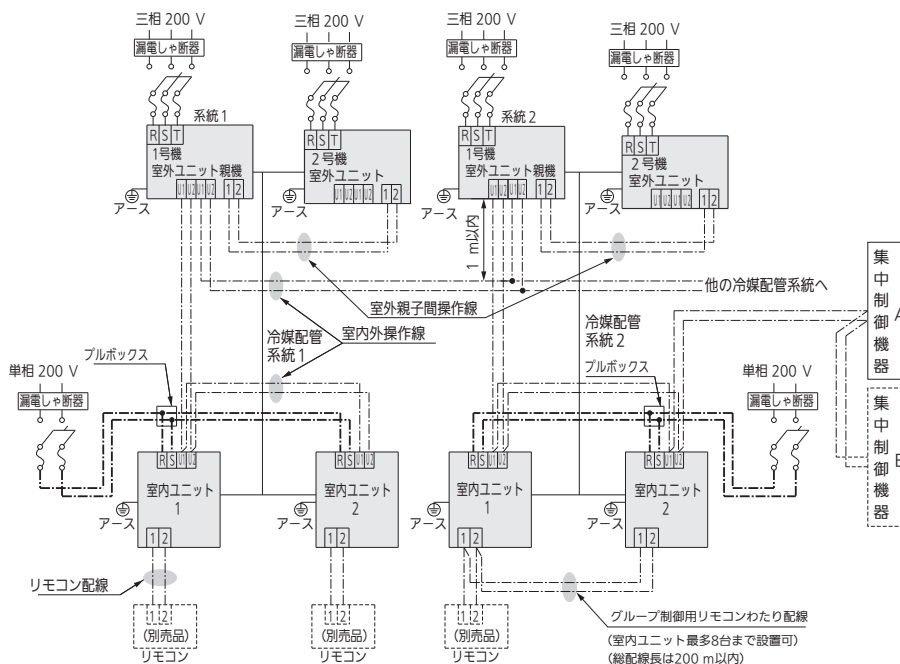 三相 200 V
漏電しゃ断器
三相 200 V
漏電しゃ断器
三相 200 V
漏電しゃ断器
三相 200 V
漏電しゃ断器
系統1
R S T
1号機
室外ユニット親機
U1 U2 U1 U2 1 2
アース
R S T
2号機
室外ユニット
U1 U2 U1 U2 1 2
アース
系統2
R S T
1号機
室外ユニット親機
U1 U2 U1 U2 1 2
アース
R S T
2号機
室外ユニット
U1 U2 U1 U2 1 2
アース
1 m以内
他の冷媒配管系統へ
室外親子間操作線
室内外操作線
冷媒配管
系統1
冷媒配管
系統2
集中制御機器 A
集中制御機器
プルボックス
プルボックス
単相 200 V
漏電しゃ断器
単相 200 V
漏電しゃ断器
R S U1 U2
室内ユニット
1
1 2
アース
R S U1 U2
室内ユニット
2
1 2
アース
R S U1 U2
室内ユニット
1
1 2
アース
R S U1 U2
室内ユニット
2
1 2
アース
リモコン配線
1 2
(別売品)
リモコン
1 2
(別売品)
リモコン
1 2
(別売品)
リモコン
グループ制御用リモコンわたり配線
(室内ユニット最多8台まで設置可)
(総配線長は200 m以内)